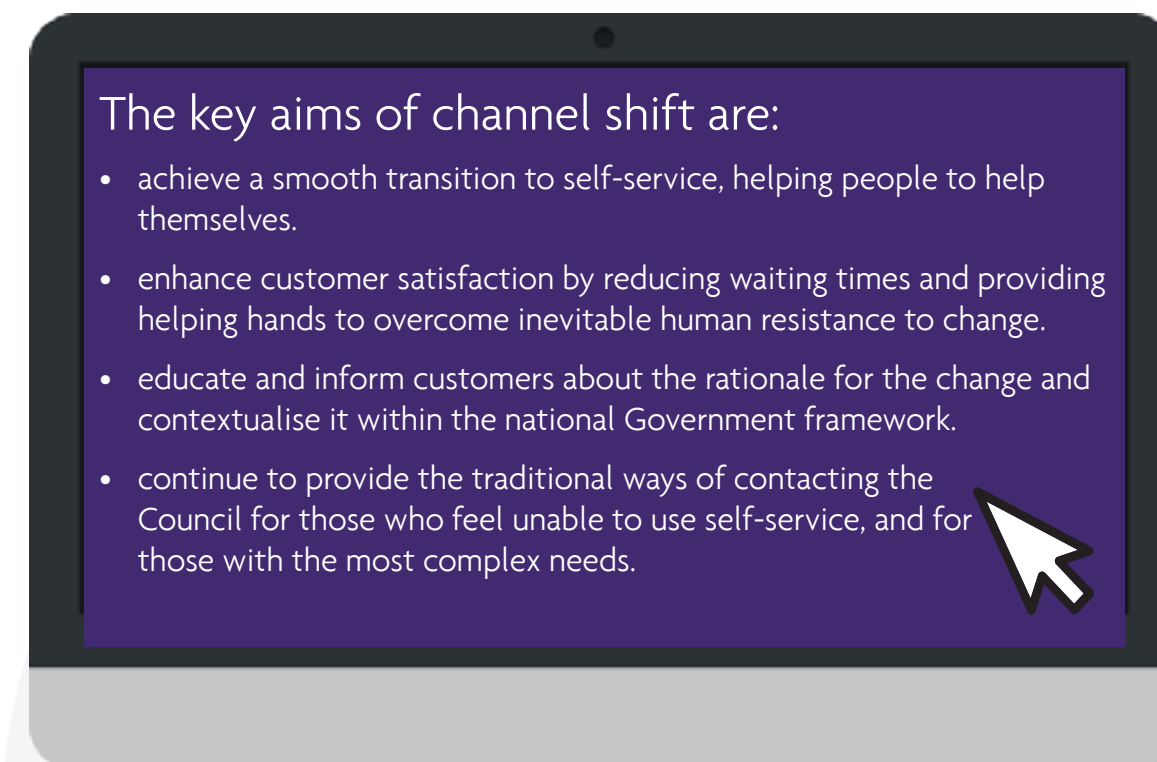 The key aims of channel shift are:
• achieve a smooth transition to self-service, helping people to help
themselves.
• enhance customer satisfaction by reducing waiting times and providing
helping hands to overcome inevitable human resistance to change.
• educate and inform customers about the rationale for the change and
contextualise it within the national Government framework.
• continue to provide the traditional ways of contacting the
Council for those who feel unable to use self-service, and for
those with the most complex needs.